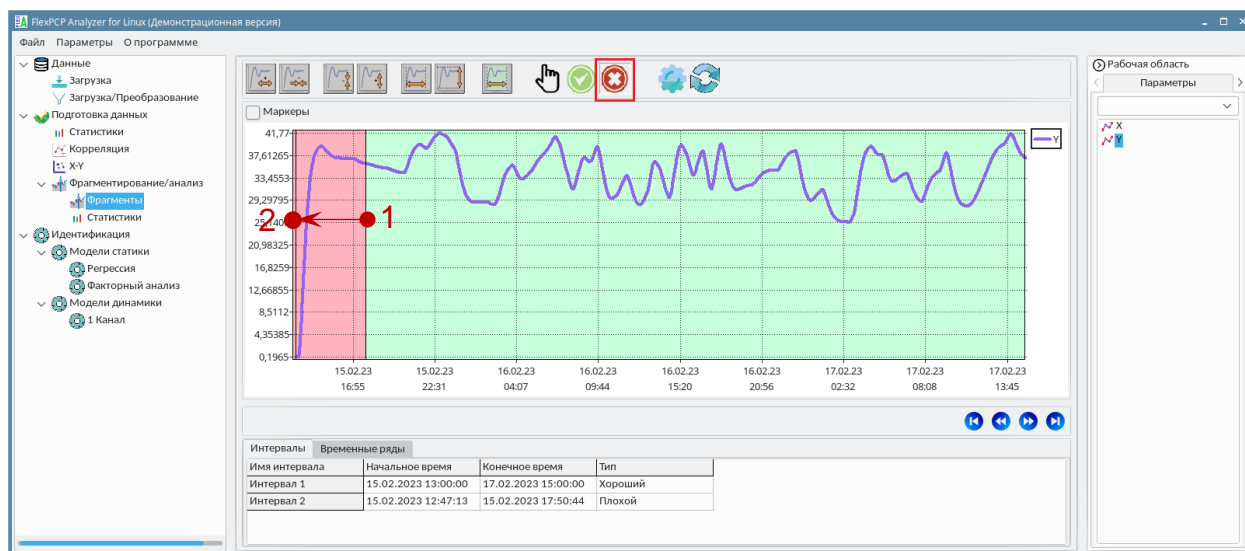 FlexPCP Analyzer for Linux (Демонстрационная версия)
Файл Параметры О программме
Данные
Загрузка
Загрузка/Преобразование
Подготовка данных
Статистики
Корреляция
X-Y
Фрагментирование/анализ
Фрагменты
Статистики
Идентификация
Модели статики
Регрессия
Факторный анализ
Модели динамики
1 Канал
Маркеры
41,77
37,61265
33,4553
29,29795
20,98325
16,8259
12,66855
8,5112
4,35385
0,1965
2 1
Y
15.02.23 15.02.23 16.02.23 16.02.23 16.02.23 16.02.23 17.02.23 17.02.23 17.02.23
16:55 22:31 04:07 09:44 15:20 20:56 02:32 08:08 13:45
Интервалы Временные ряды
Имя интервала Начальное время Конечное время Тип
Интервал 1 15.02.2023 13:00:00 17.02.2023 15:00:00 Хороший
Интервал 2 15.02.2023 12:47:13 15.02.2023 17:50:44 Плохой
Рабочая область
Параметры
X
Y